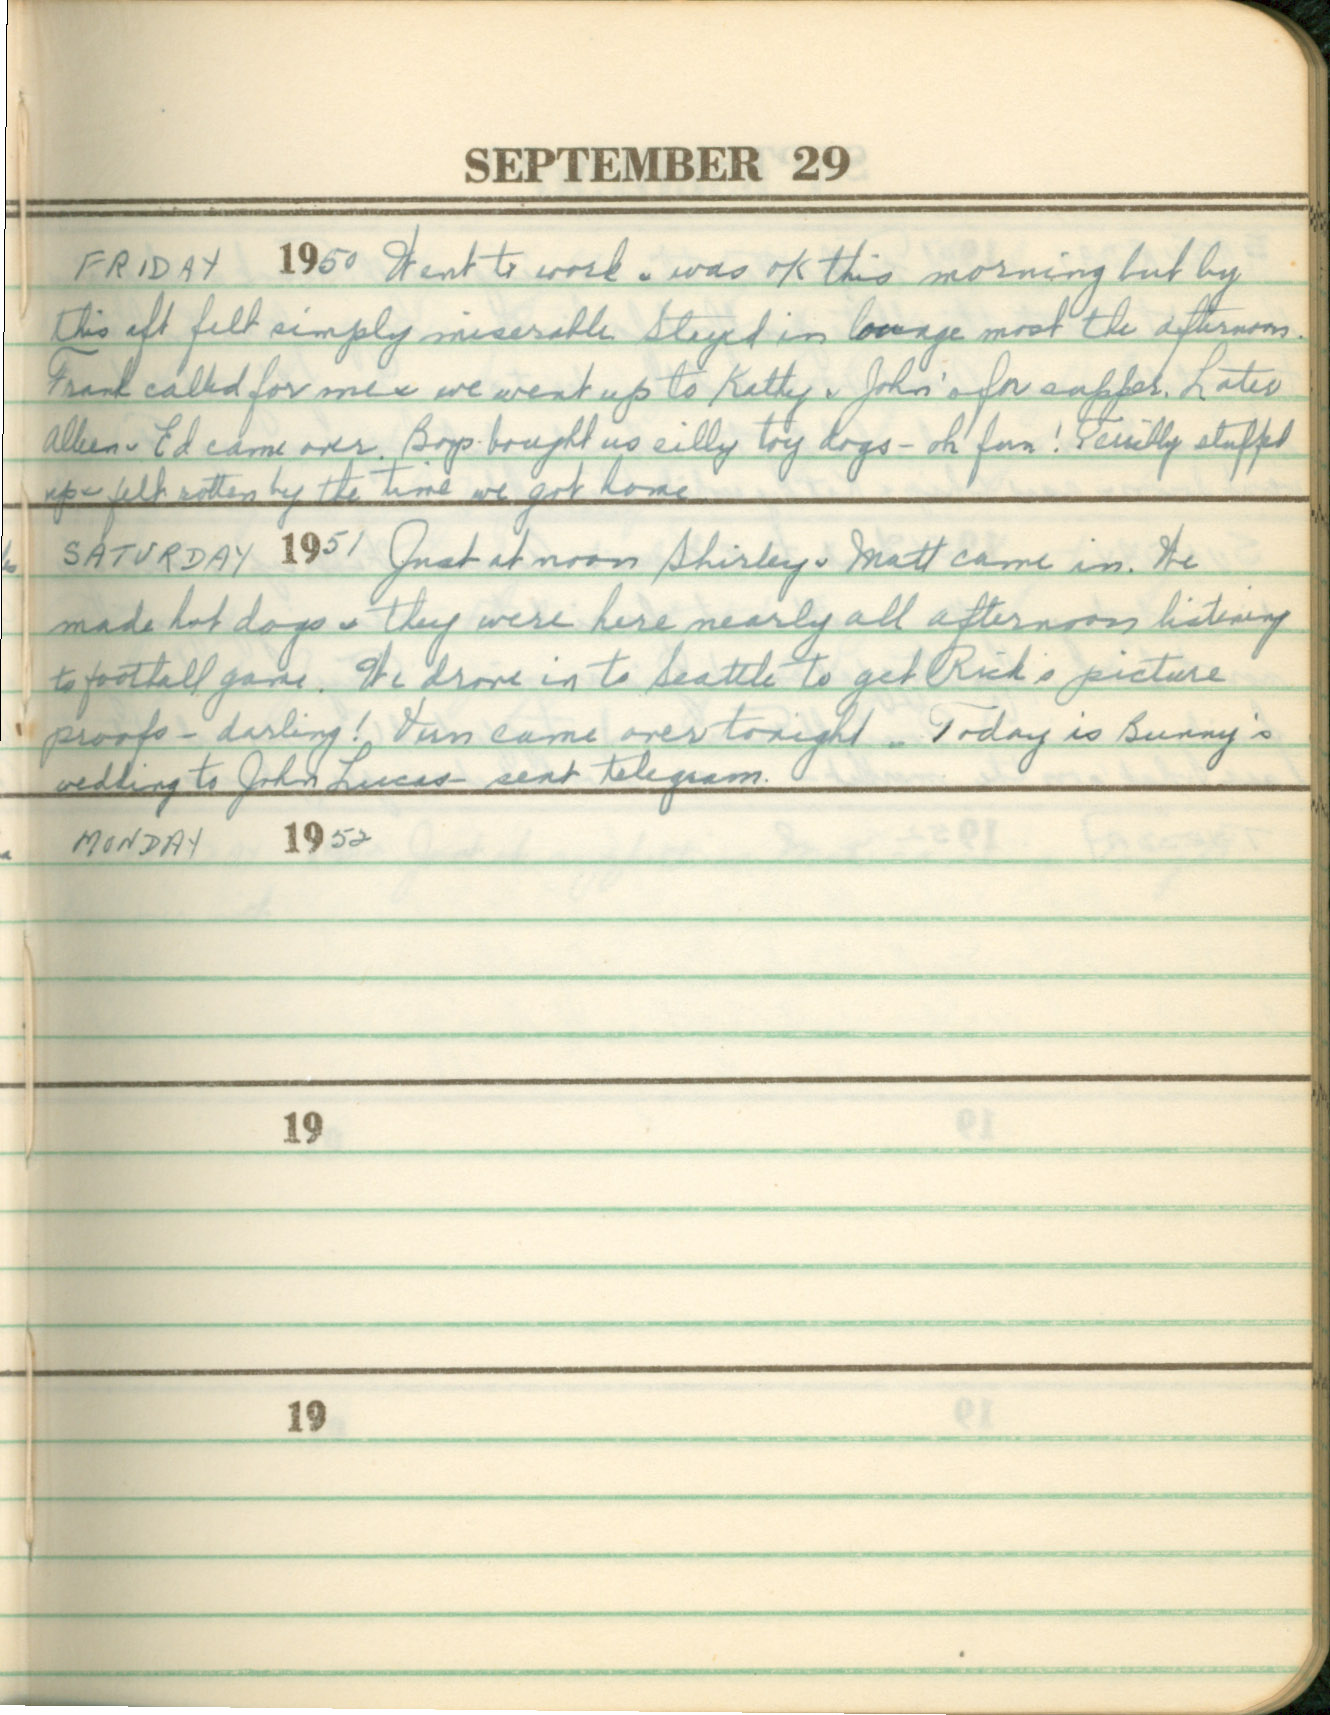 SEPTEMBER 29
FRIDAY 1950 Went to work & was OK this morning but by
this aft felt simply miserable. Stayed in lounge most the afternoon.
Frank called for me & we went up to Kathy & John's for supper. Later
Alleen & Ed came over. Boys bought us silly toy dogs - oh fun! Terribly stuffed
up & felt rotten by the time we got home
SATURDAY 1951 Just at noon Shirley & Matt came in. We
made hot dogs & they were here nearly all afternoon listening
to football game. We drove in to Seattle to get Rick's picture
proofs - darling! Vern came over tonight. Today is Bunny's
wedding to John Lucas - sent telegram.
MONDAY 1952
19
19